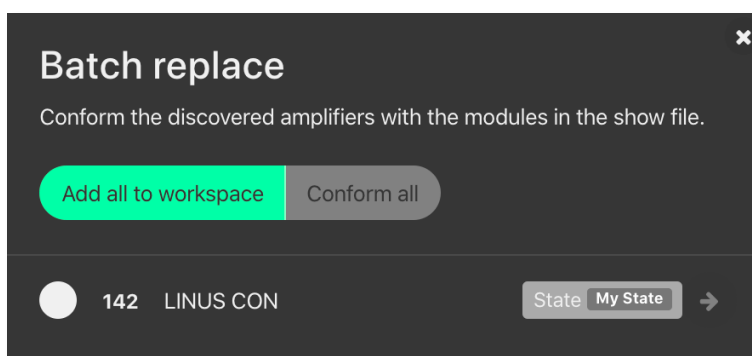 Batch replace
Conform the discovered amplifiers with the modules in the show file.
Add all to workspace Conform all
142 LINUS CON State My State